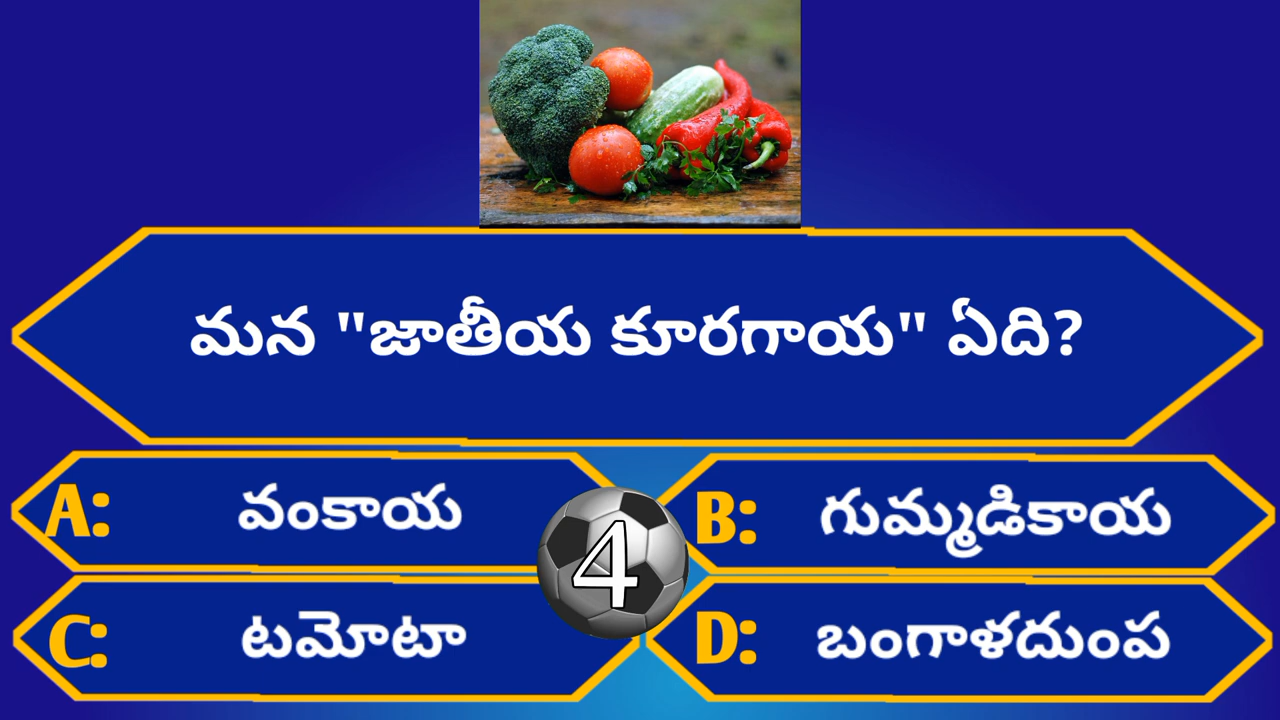 మన "జాతీయ కూరగాయ" ఏది?
A: వంకాయ
B: గుమ్మడికాయ
4
C: టమోటా
D: బంగాళదుంప